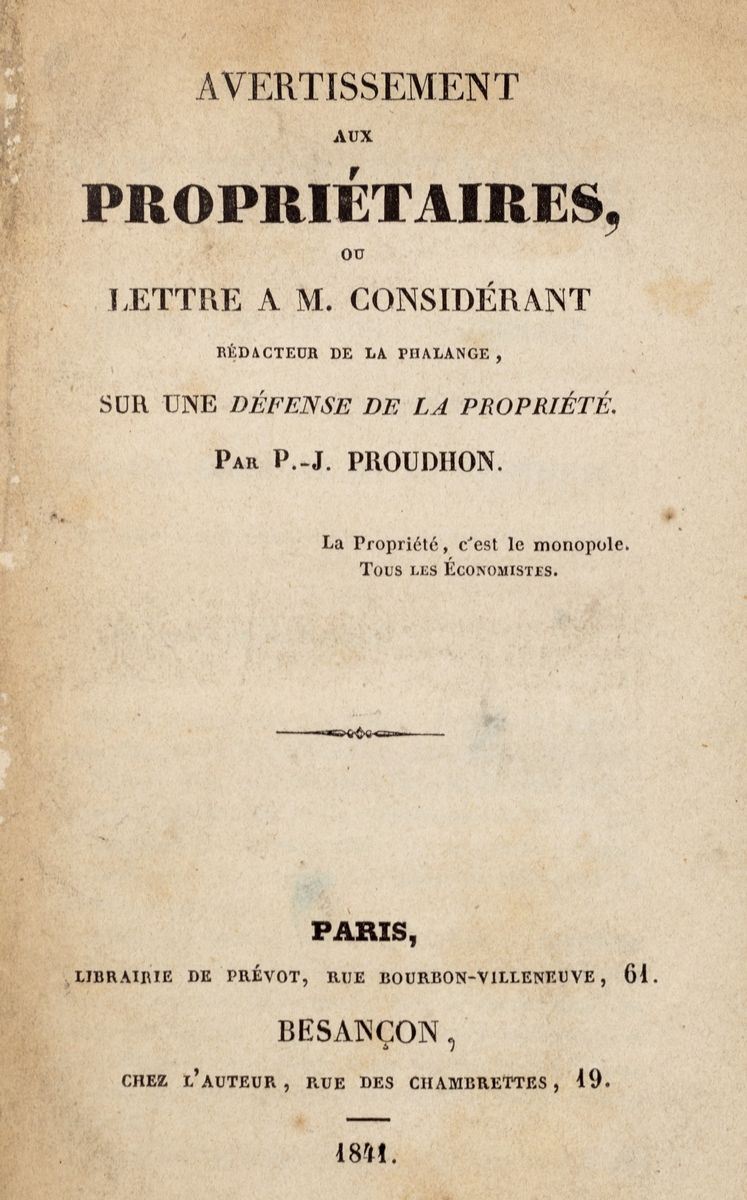 AVERTISSEMENT
AUX
PROPRIÉTAIRES,
OU
LETTRE A M. CONSIDÉRANT
RÉDACTEUR DE LA PHALANGE,
SUR UNE DÉFENSE DE LA PROPRIÉTÉ.
PAR P.-J. PROUDHON.
La Propriété, c'est le monopole.
TOUS LES ÉCONOMISTES.
PARIS,
LIBRAIRIE DE PRÉVOT, RUE BOURBON-VILLENEUVE, 61.
BESANÇON,
CHEZ L'AUTEUR, RUE DES CHAMBRETTES, 19.
1841.